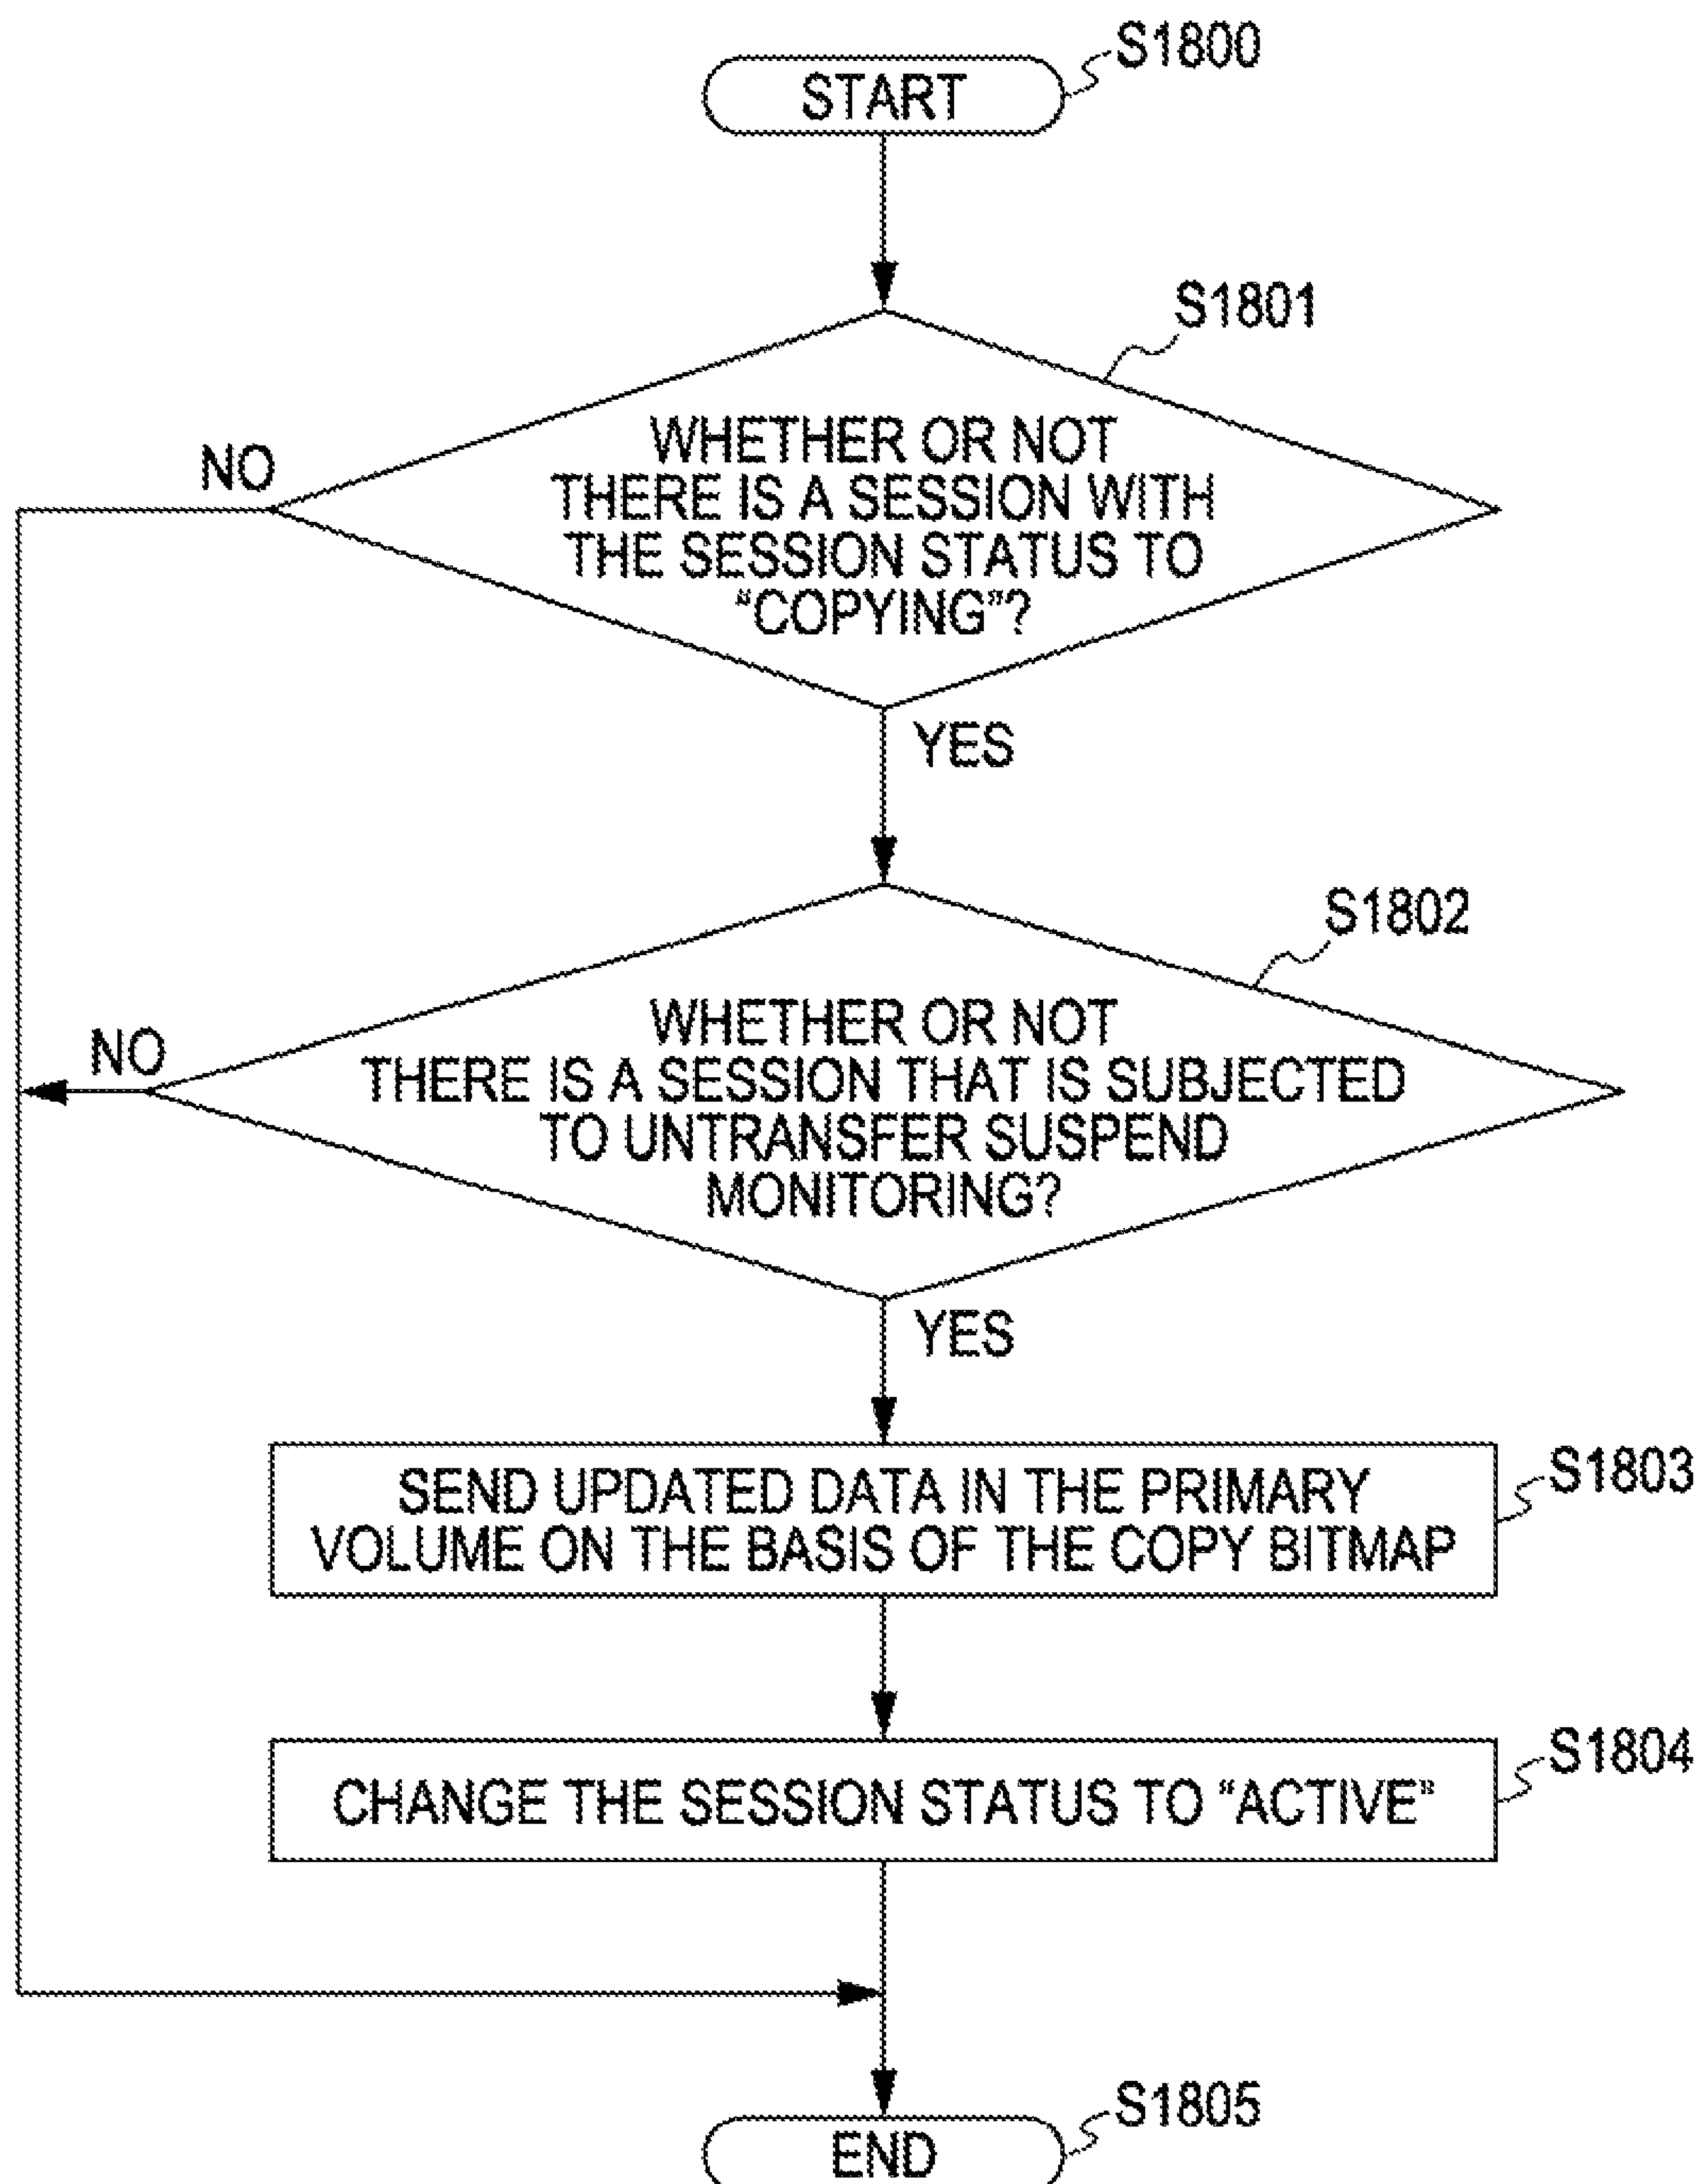 S1800
START
S1801
NO
WHETHER OR NOT
THERE IS A SESSION WITH
THE SESSION STATUS TO
“COPYING”?
YES
S1802
NO
WHETHER OR NOT
THERE IS A SESSION THAT IS SUBJECTED
TO UNTRANSFER SUSPEND
MONITORING?
YES
S1803
SEND UPDATED DATA IN THE PRIMARY
VOLUME ON THE BASIS OF THE COPY BITMAP
S1804
CHANGE THE SESSION STATUS TO “ACTIVE”
S1805
END